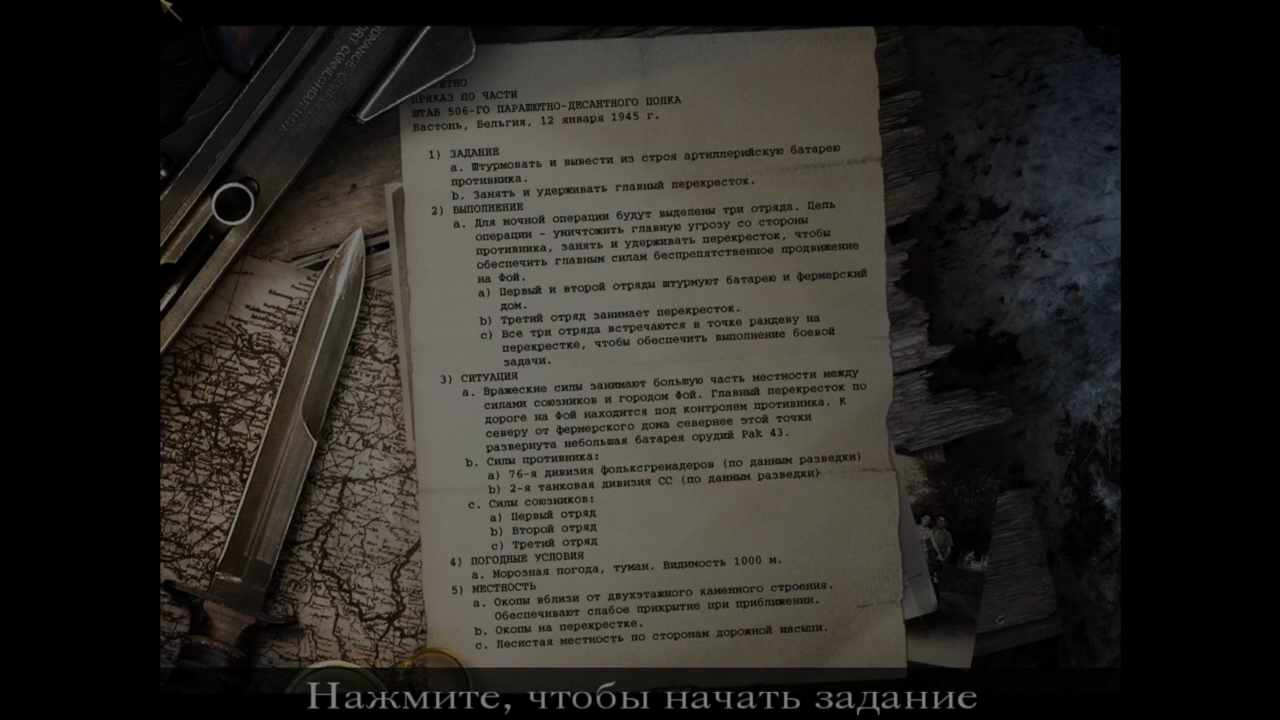 ПРИКАЗ ПО ЧАСТИ
ШТАБ 506-ГО ПАРАШЮТНО-ДЕСАНТНОГО ПОЛКА
Бастонь, Бельгия, 12 января 1945 г.
1) ЗАДАНИЕ
a. Штурмовать и вывести из строя артиллерийскую батарею
противника.
b. Занять и удерживать главный перекресток.
2) ВЫПОЛНЕНИЕ
a. Для ночной операции будут выделены три отряда. Цель
операции - уничтожить главную угрозу со стороны
противника, занять и удерживать перекресток, чтобы
обеспечить главным силам беспрепятственное продвижение
на Фой.
a) Первый и второй отряды штурмуют батарею и фермерский
дом.
b) Третий отряд занимает перекресток.
c) Все три отряда встречаются в точке рандеву на
перекрестке, чтобы обеспечить выполнение боевой
задачи.
3) СИТУАЦИЯ
a. Вражеские силы занимают большую часть местности между
силами союзников и городом Фой. Главный перекресток по
дороге на Фой находится под контролем противника. К
северу от фермерского дома севернее этой точки
развернута небольшая батарея орудий Pak 43.
b. Силы противника:
a) 76-я дивизия фольксгренадеров (по данным разведки)
b) 2-я танковая дивизия СС (по данным разведки)
c. Силы союзников:
a) Первый отряд
b) Второй отряд
c) Третий отряд
4) ПОГОДНЫЕ УСЛОВИЯ
a. Морозная погода, туман. Видимость 1000 м.
5) МЕСТНОСТЬ
a. Окопы вблизи от двухэтажного каменного строения.
Обеспечивают слабое прикрытие при приближении.
b. Окопы на перекрестке.
c. Лесистая местность по сторонам дорожной насыпи.
Нажмите, чтобы начать задание